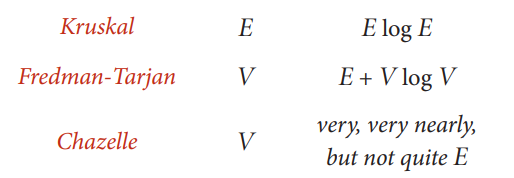 Kruskal E E log E
Fredman-Tarjan V E + V log V
Chazelle V very, very nearly,
but not quite E